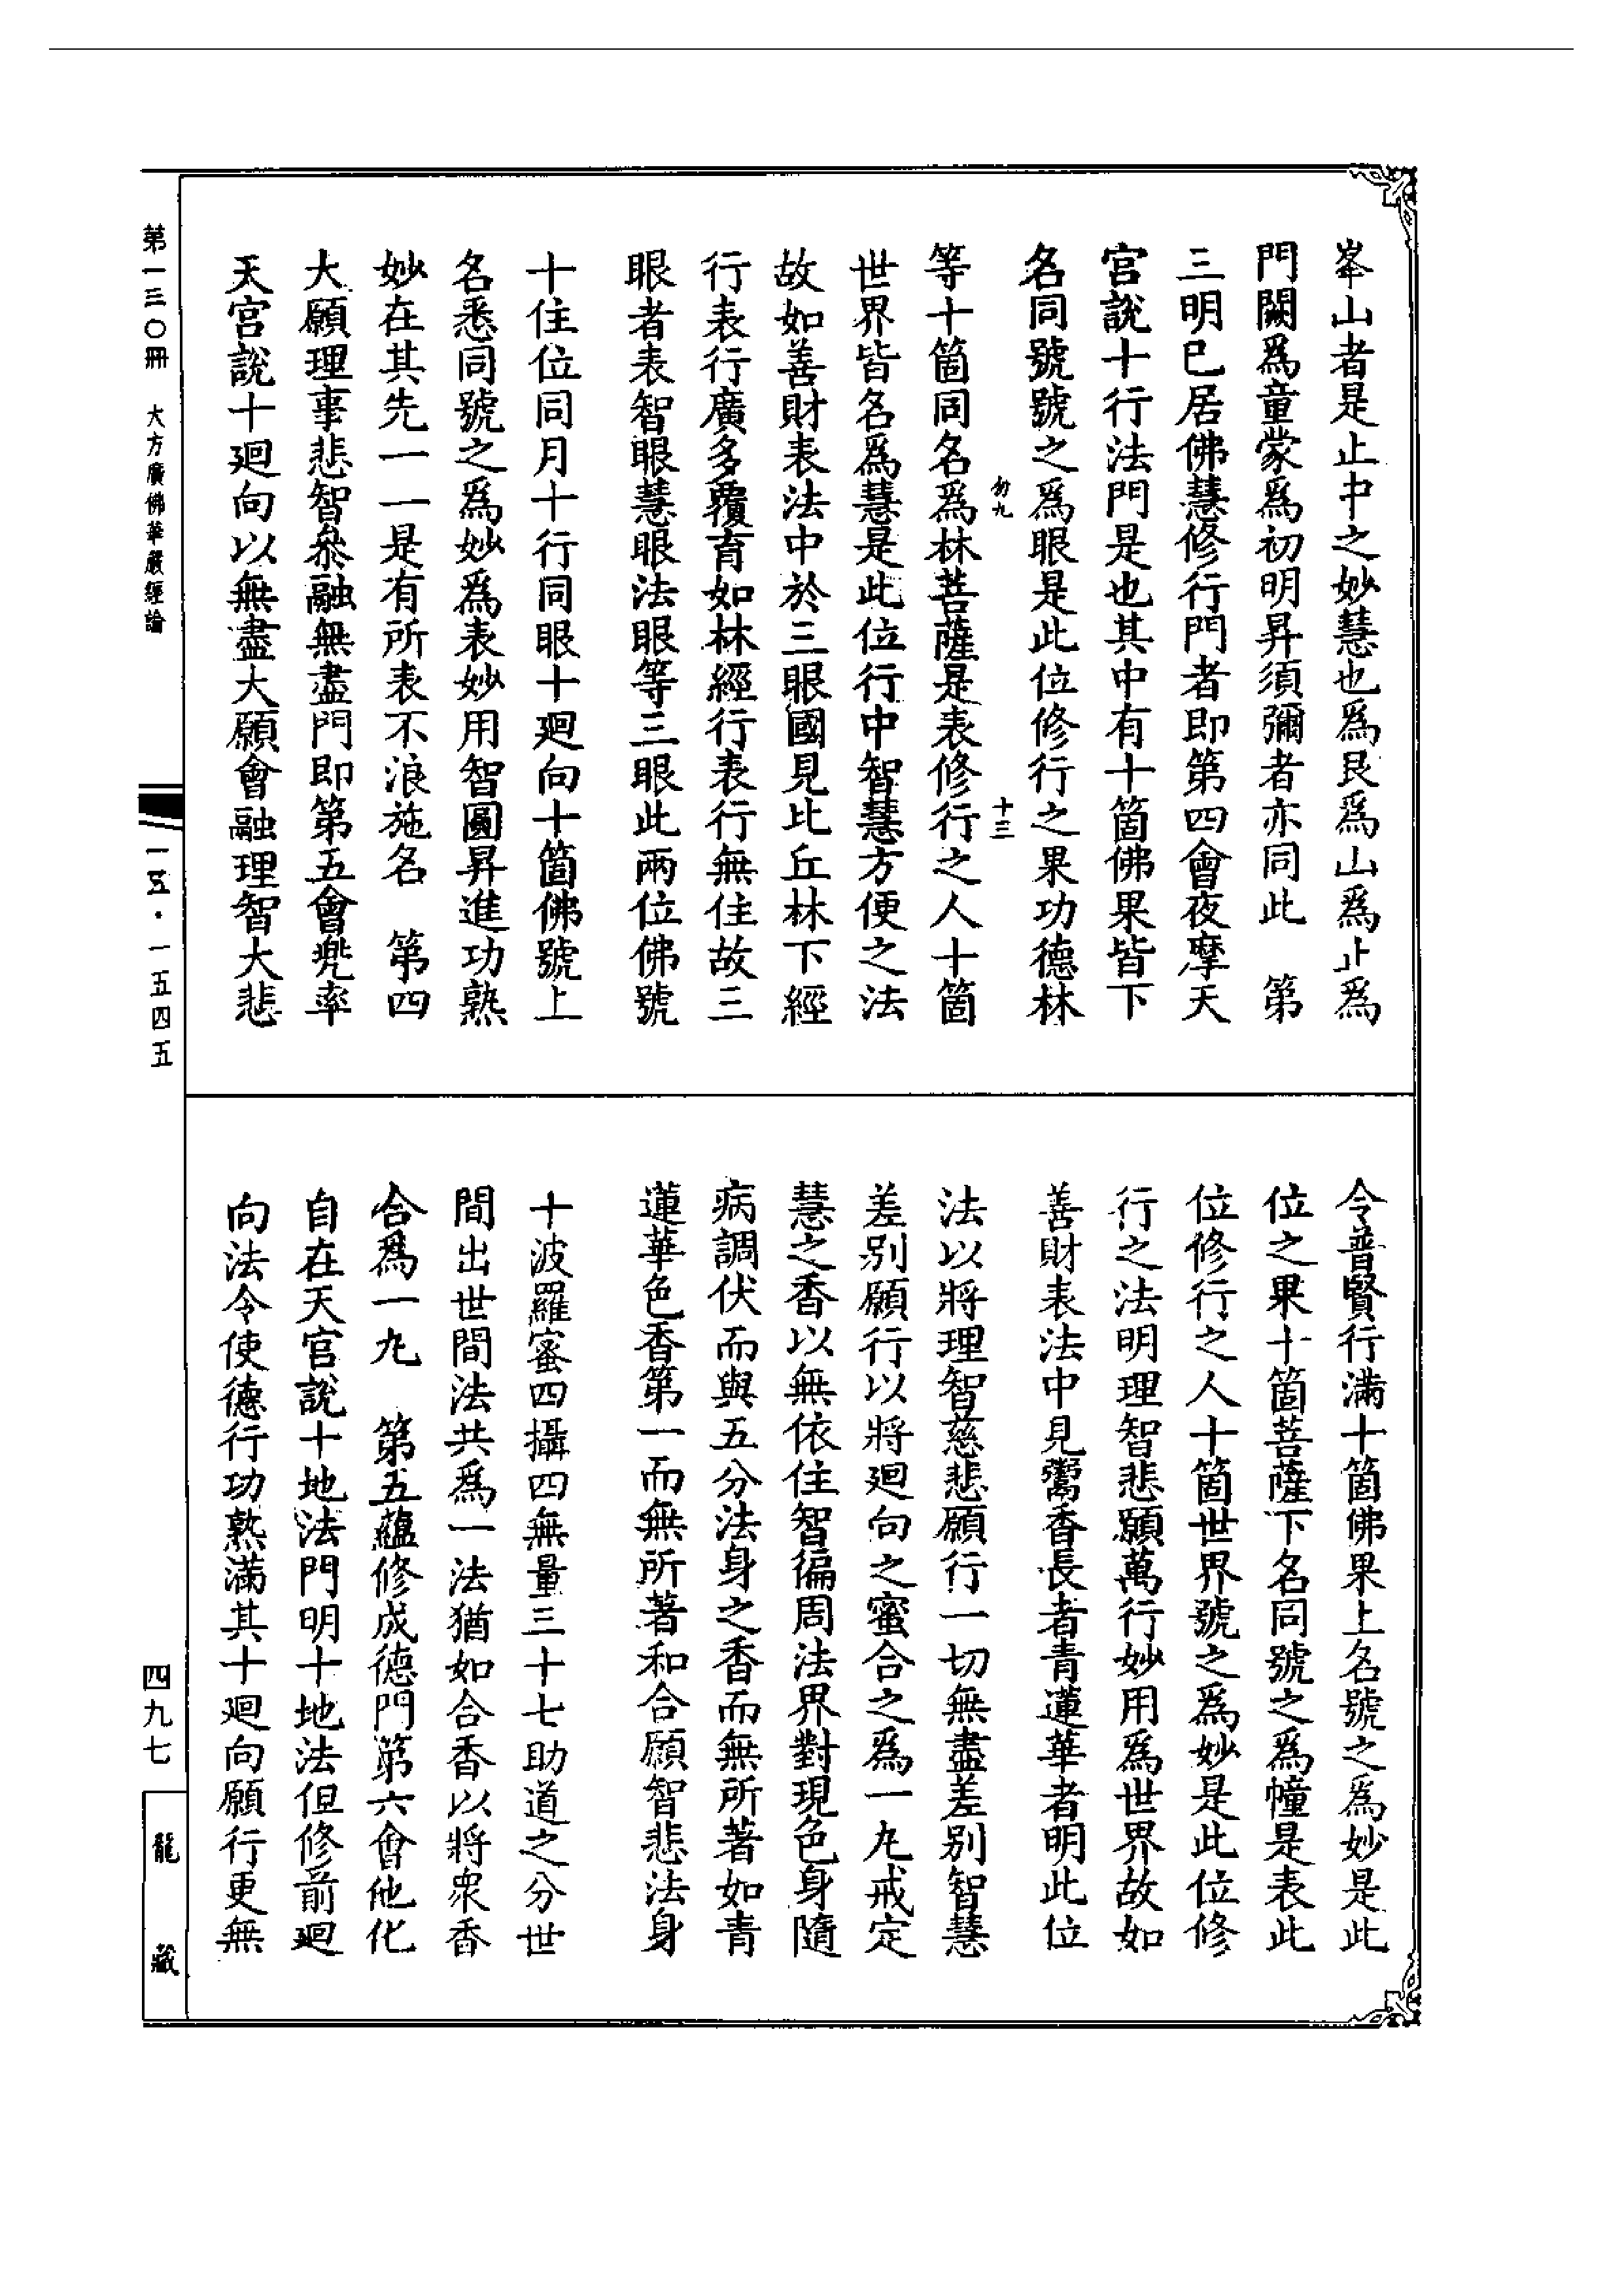 峯山者是止中之妙慧也爲艮爲山爲止爲
門闕爲童蒙爲初明昇須彌者亦同此　第
三明已居佛慧修行門者即第四會夜摩天
宮說十行法門是也其中有十箇佛果皆下
名同號號之爲眼是此位修行之果功德林
九　十三
等十箇同名爲林菩薩是表修行之人十箇
世界皆名爲慧是此位行中智慧方便之法
故如善財表法中於三眼國見比丘林下經
行表行廣多覆育如林經行表行無住故三
眼者表智眼慧眼法眼等三眼此兩位佛號
十住位同月十行同眼十廻向十箇佛號上
名悉同號之爲妙爲表妙用智圓昇進功熟
妙在其先一一是有所表不浪施名　第四
大願理事悲智叅融無盡門即第五會兜率
天宮說十廻向以無盡大願會融理智大悲
令普賢行滿十箇佛果上名號之爲妙是此
位之果十箇菩薩下名同號之爲幢是表此
位修行之人十箇世界號之爲妙是此位修
行之法明理智悲願萬行妙用爲世界故如
善財表法中見鬻香長者青蓮華者明此位
法以將理智慈悲願行一切無盡差別智慧
差別願行以將廻向之蜜合之爲一丸戒定
慧之香以無依住智徧周法界對現色身隨
病調伏而與五分法身之香而無所著如青
蓮華色香第一而無所著和合願智悲法身
十波羅蜜四攝四無量三十七助道之分世
間出世間法共爲一法猶如合香以將衆香
合爲一丸　第五蘊修成德門第六會他化
自在天宮說十地法門明十地法但修前廻
向法令使德行功熟滿其十廻向願行更無
第一三〇冊　大方廣佛華嚴經論
一五．一五四五
四九七
龍藏